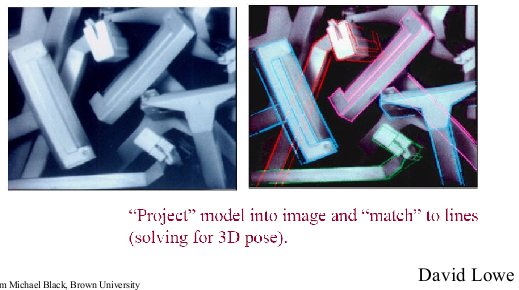 “Project” model into image and “match” to lines
(solving for 3D pose).
David Lowe
m Michael Black, Brown University